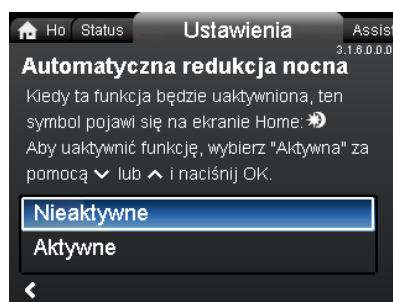 Ho Status Ustawienia Assist
3.1.6.0.0.0
Automatyczna redukcja nocna
Kiedy ta funkcja będzie uaktywniona, ten
symbol pojawi się na ekranie Home:
Aby uaktywnić funkcję, wybierz "Aktywna" za
pomocą lub i naciśnij OK.
Nieaktywne
Aktywne